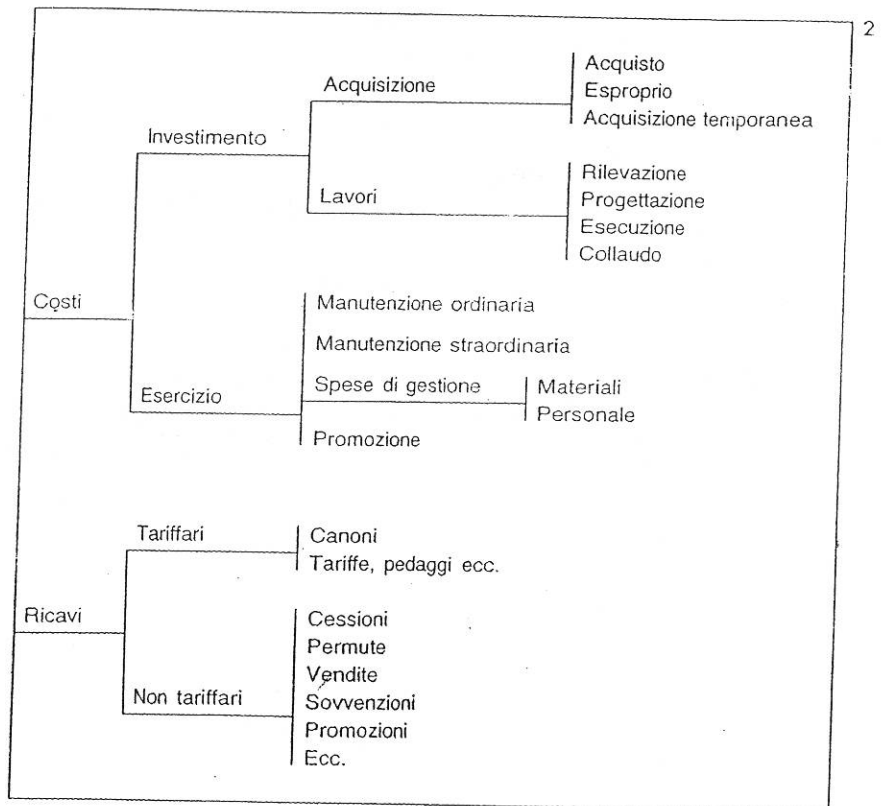 2
Acquisto
Acquisizione
Esproprio
Acquisizione temporanea
Investimento
Rilevazione
Lavori
Progettazione
Esecuzione
Collaudo
Costi
Manutenzione ordinaria
Manutenzione straordinaria
Esercizio
Spese di gestione
Materiali
Personale
Promozione
Tariffari
Canoni
Tariffe, pedaggi ecc.
Ricavi
Cessioni
Permute
Vendite
Non tariffari
Sovvenzioni
Promozioni
Ecc.